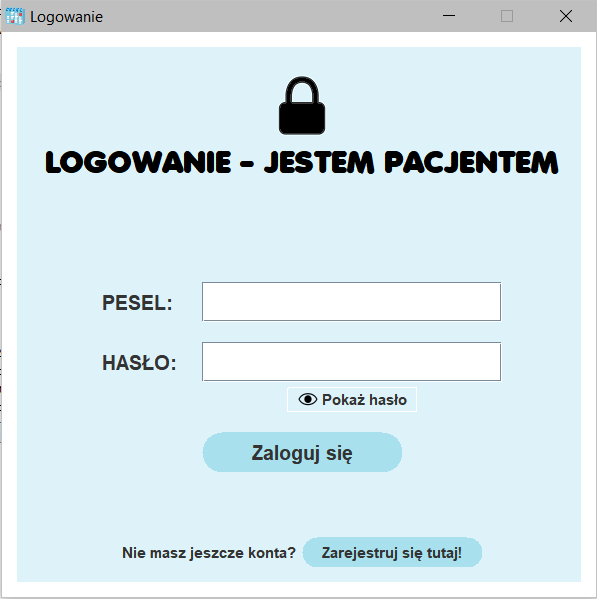 Logowanie
LOGOWANIE - JESTEM PACJENTEM
PESEL:
HASŁO:
Pokaż hasło
Zaloguj się
Nie masz jeszcze konta? Zarejestruj się tutaj!